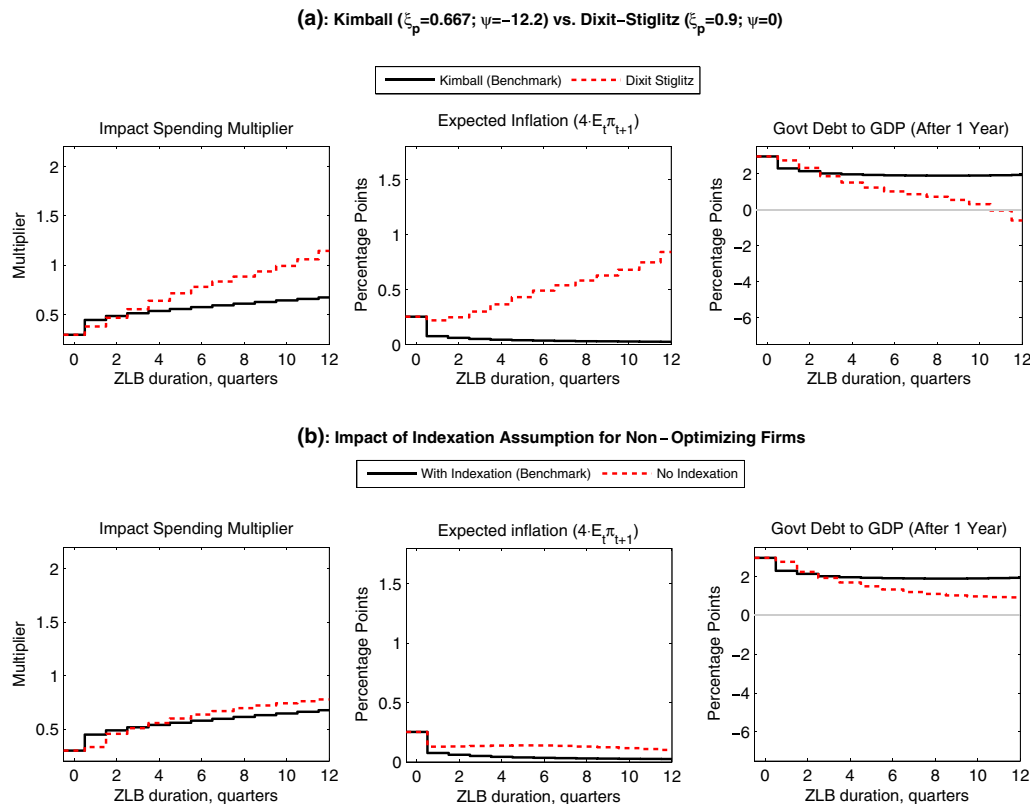 (a): Kimball (ξp=0.667; ψ=−12.2) vs. Dixit−Stiglitz (ξp=0.9; ψ=0)
Kimball (Benchmark) Dixit Stiglitz
Impact Spending Multiplier
Multiplier
2
1.5
1
0.5
0 2 4 6 8 10 12
ZLB duration, quarters
Expected Inflation (4·Etπt+1)
Percentage Points
1.5
1
0.5
0
0 2 4 6 8 10 12
ZLB duration, quarters
Govt Debt to GDP (After 1 Year)
Percentage Points
2
0
−2
−4
−6
0 2 4 6 8 10 12
ZLB duration, quarters
(b): Impact of Indexation Assumption for Non−Optimizing Firms
With Indexation (Benchmark) No Indexation
Impact Spending Multiplier
Multiplier
2
1.5
1
0.5
0 2 4 6 8 10 12
ZLB duration, quarters
Expected inflation (4·Etπt+1)
Percentage Points
1.5
1
0.5
0
0 2 4 6 8 10 12
ZLB duration, quarters
Govt Debt to GDP (After 1 Year)
Percentage Points
2
0
−2
−4
−6
0 2 4 6 8 10 12
ZLB duration, quarters